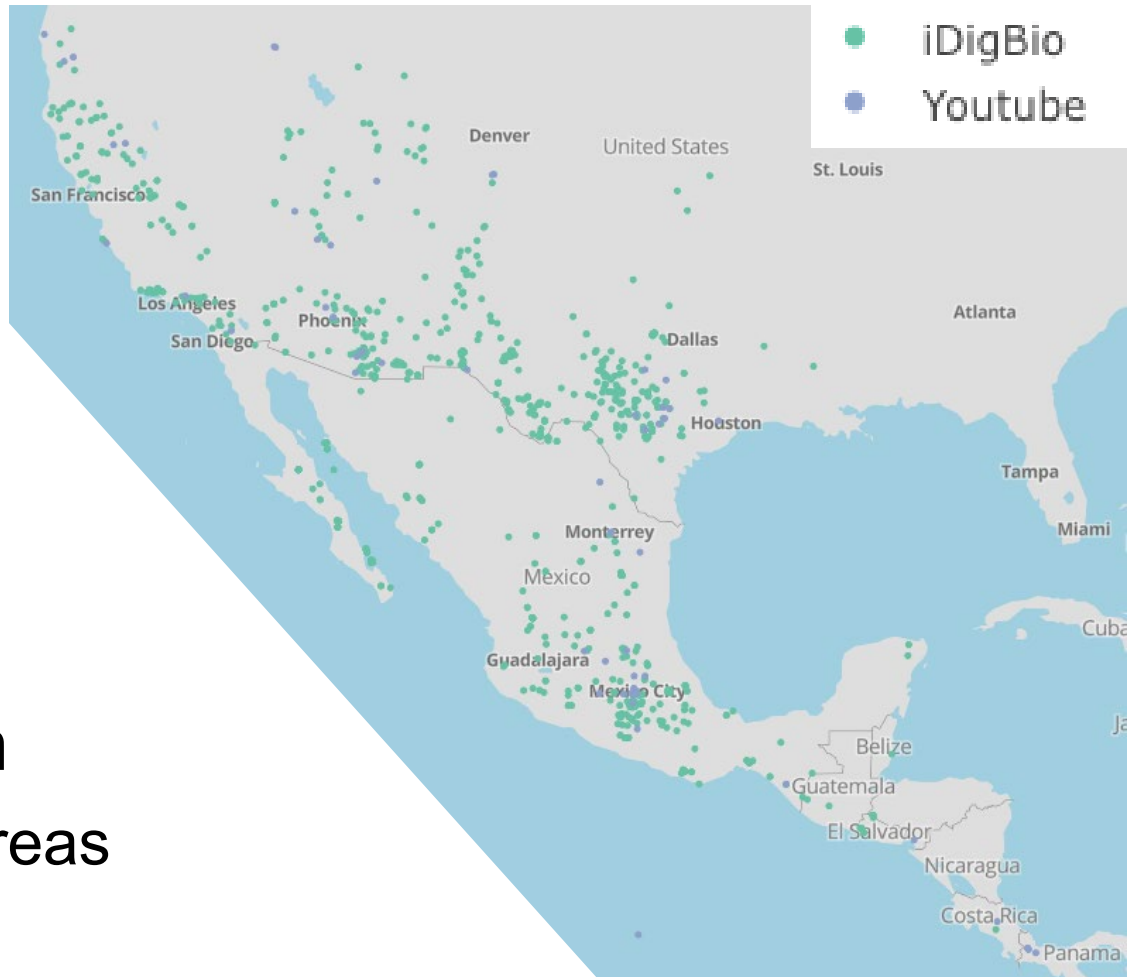 iDigBio
Youtube
Denver
United States
St. Louis
San Francisco
Los Angeles
Phoenix
Atlanta
San Diego
Dallas
Houston
Tampa
Monterrey
Miami
Mexico
Cuba
Guadalajara
Mexico City
Belize
Guatemala
El Salvador
reas
Nicaragua
Costa Rica
Panama